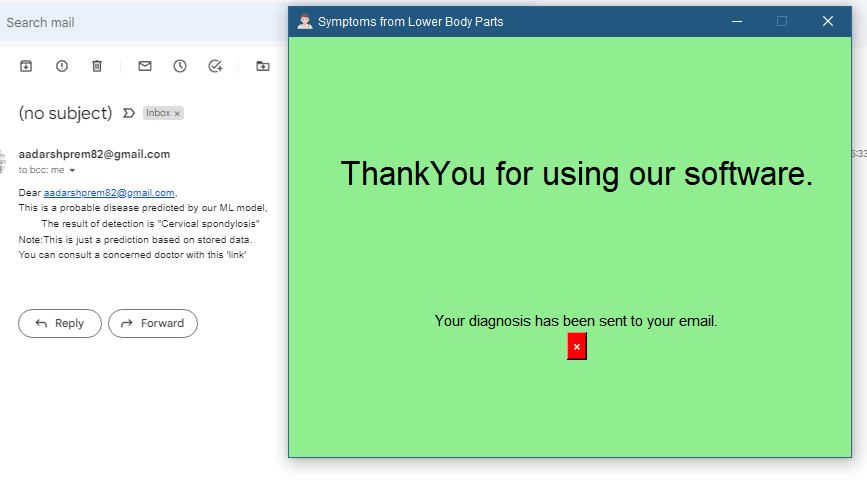 Search mail
(no subject)
Inbox ×
aadarshprem82@gmail.com
to bcc: me
Dear aadarshprem82@gmail.com,
This is a probable disease predicted by our ML model,
The result of detection is "Cervical spondylosis"
Note:This is just a prediction based on stored data.
You can consult a concerned doctor with this 'link'
Reply
Forward
Symptoms from Lower Body Parts
ThankYou for using our software.
Your diagnosis has been sent to your email.
×